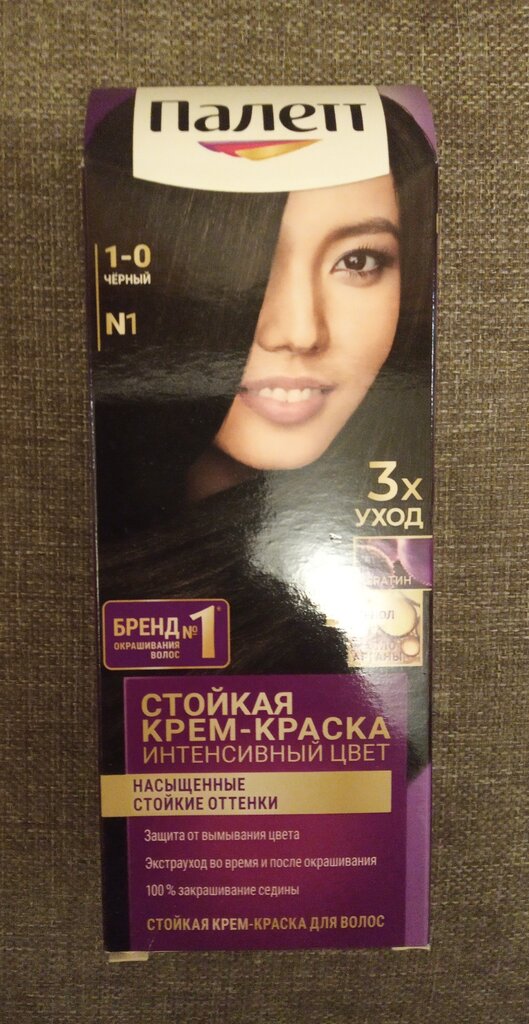 Палетт
1-0
ЧЁРНЫЙ
N1
3х
УХОД
БРЕНД №1
ОКРАШИВАНИЯ
ВОЛОС
СТОЙКАЯ
КРЕМ-КРАСКА
ИНТЕНСИВНЫЙ ЦВЕТ
НАСЫЩЕННЫЕ
СТОЙКИЕ ОТТЕНКИ
Защита от вымывания цвета
Экстрауход во время и после окрашивания
100 % закрашивание седины
СТОЙКАЯ КРЕМ-КРАСКА ДЛЯ ВОЛОС